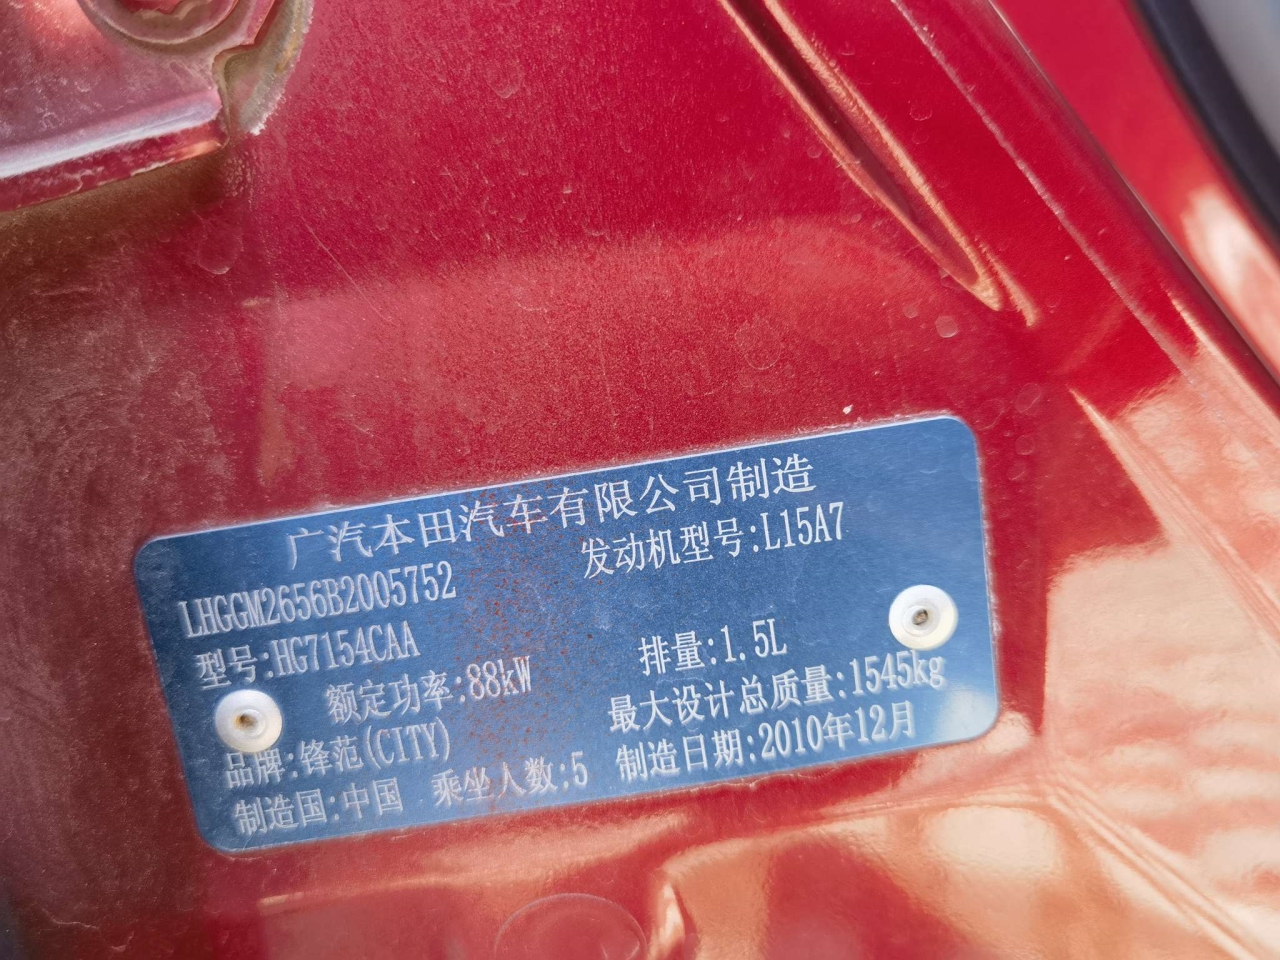 广汽本田汽车有限公司制造
LHGGM2656B2005752 发动机型号:L15A7
型号:HG7154CAA 排量:1.5L
额定功率:88kW 最大设计总质量:1545kg
品牌:锋范(CITY) 制造日期:2010年12月
制造国:中国 乘坐人数:5